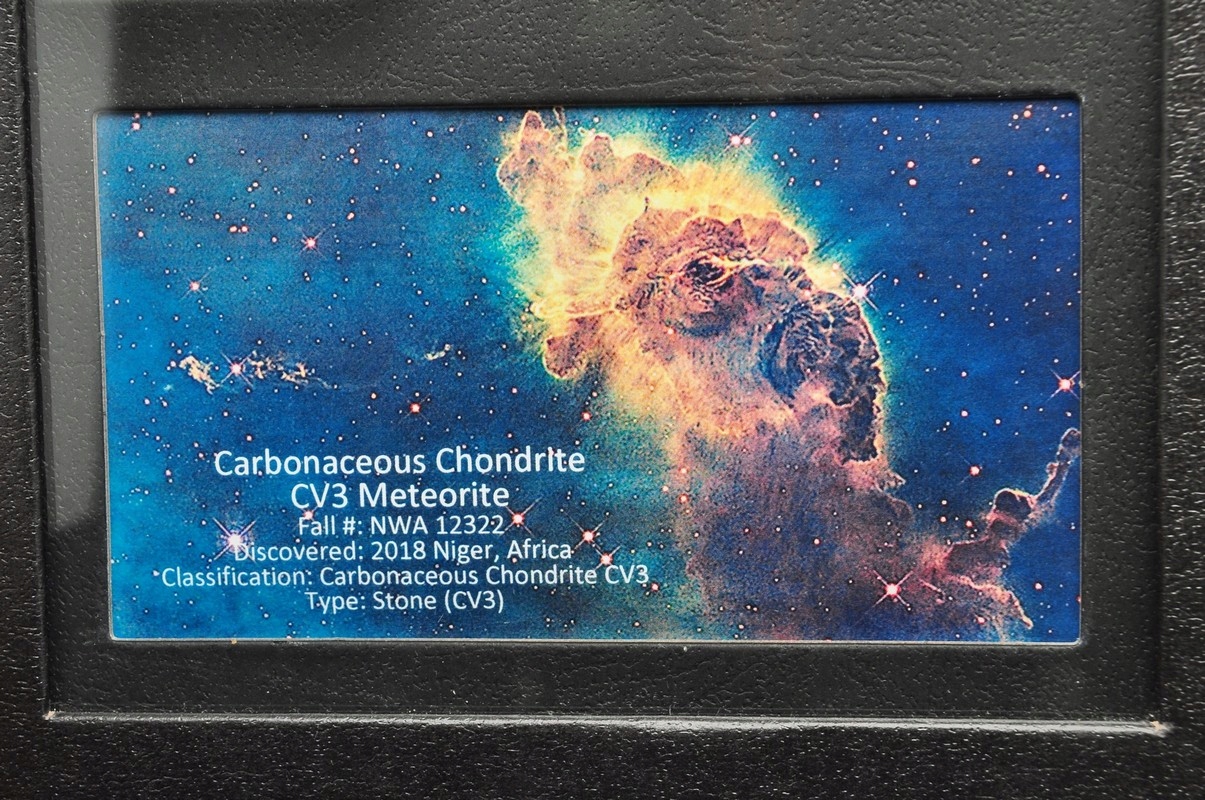 Carbonaceous Chondrite
CV3 Meteorite
Fall #: NWA 12322
Discovered: 2018 Niger, Africa
Classification: Carbonaceous Chondrite CV3
Type: Stone (CV3)